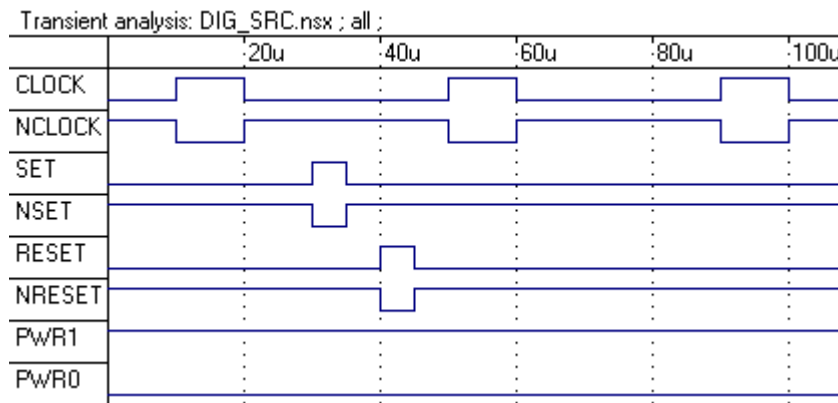 Transient analysis: DIG_SRC.nsx ; all ;
20u 40u 60u 80u 100u
CLOCK
NCLOCK
SET
NSET
RESET
NRESET
PWR1
PWR0